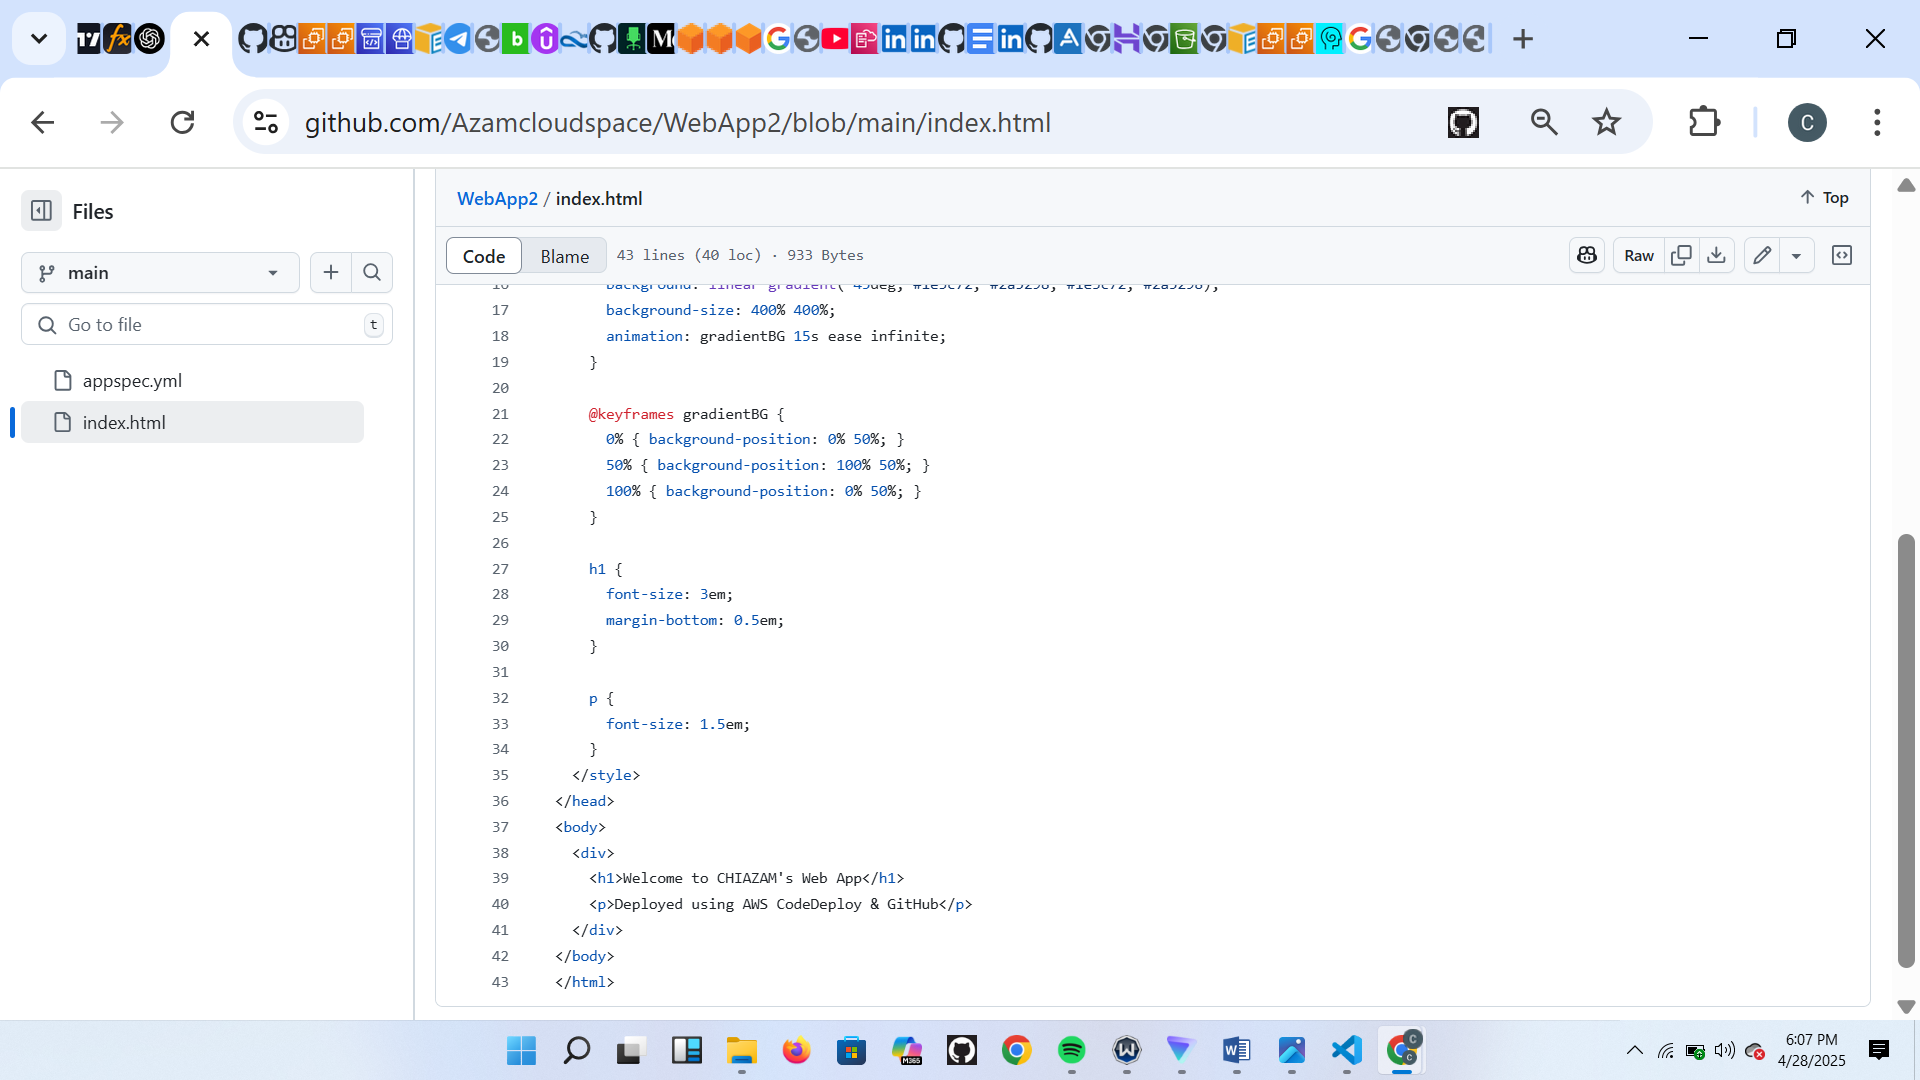 github.com/Azamcloudspace/WebApp2/blob/main/index.html
C
Files
main
Go to file
t
appspec.yml
index.html
WebApp2 / index.html
Top
Code
Blame
43 lines (40 loc) · 933 Bytes
Raw
17 background-size: 400% 400%;
18 animation: gradientBG 15s ease infinite;
19 }
20
21 @keyframes gradientBG {
22 0% { background-position: 0% 50%; }
23 50% { background-position: 100% 50%; }
24 100% { background-position: 0% 50%; }
25 }
26
27 h1 {
28 font-size: 3em;
29 margin-bottom: 0.5em;
30 }
31
32 p {
33 font-size: 1.5em;
34 }
35 </style>
36 </head>
37 <body>
38 <div>
39 <h1>Welcome to CHIAZAM's Web App</h1>
40 <p>Deployed using AWS CodeDeploy & GitHub</p>
41 </div>
42 </body>
43 </html>
6:07 PM
4/28/2025